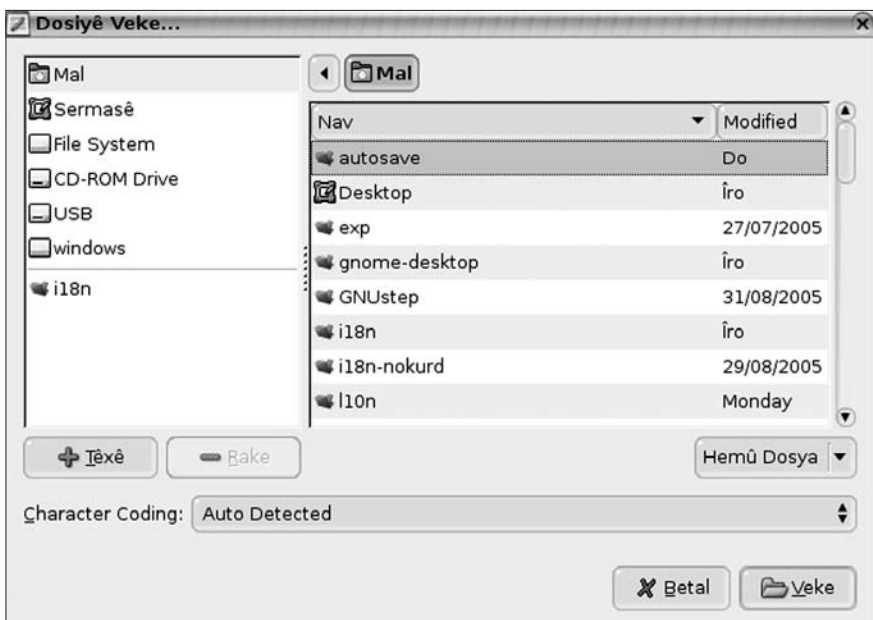 Dosiyê Veke...
Mal
Sermasê
File System
CD-ROM Drive
USB
windows
i18n
Mal
Nav Modified
autosave Do
Desktop Îro
exp 27/07/2005
gnome-desktop Îro
GNUstep 31/08/2005
i18n Îro
i18n-nokurd 29/08/2005
l10n Monday
Têxê Rake
Hemû Dosya
Character Coding: Auto Detected
Betal Veke